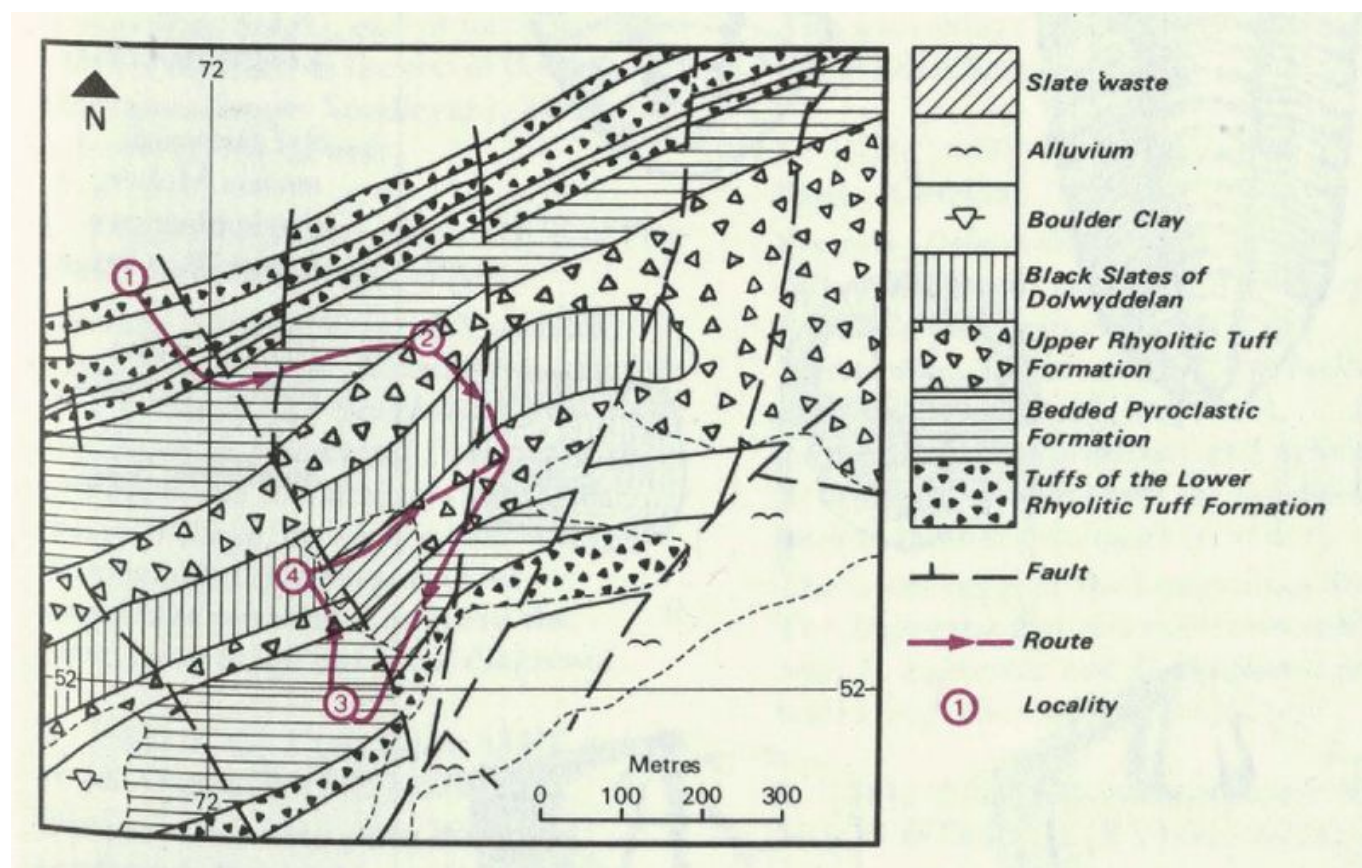 72
N
1
2
4
52
52
3
72
Metres
0 100 200 300
Slate waste
Alluvium
Boulder Clay
Black Slates of
Dolwyddelan
Upper Rhyolitic Tuff
Formation
Bedded Pyroclastic
Formation
Tuffs of the Lower
Rhyolitic Tuff Formation
Fault
Route
1 Locality